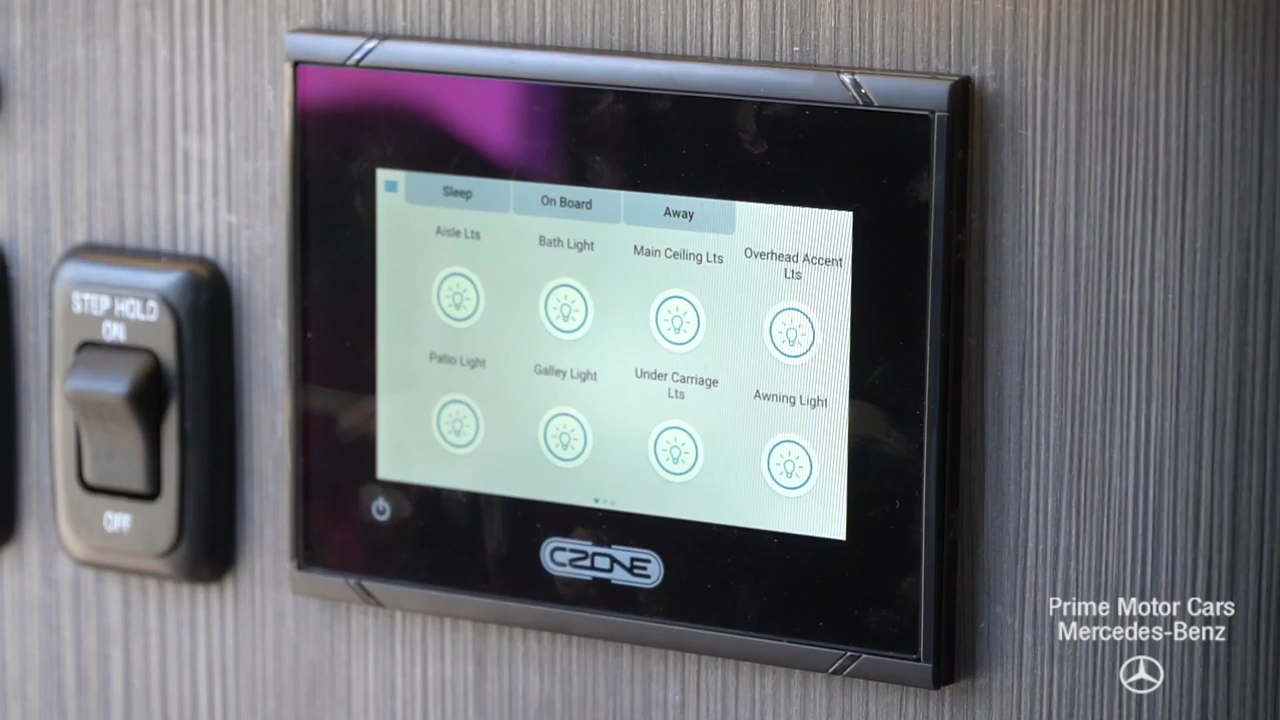 STEP HOLD
ON
OFF
Sleep
On Board
Away
Aisle Lts
Bath Light
Main Ceiling Lts
Overhead Accent
Lts
Patio Light
Galley Light
Under Carriage
Lts
Awning Light
CZONE
Prime Motor Cars
Mercedes-Benz